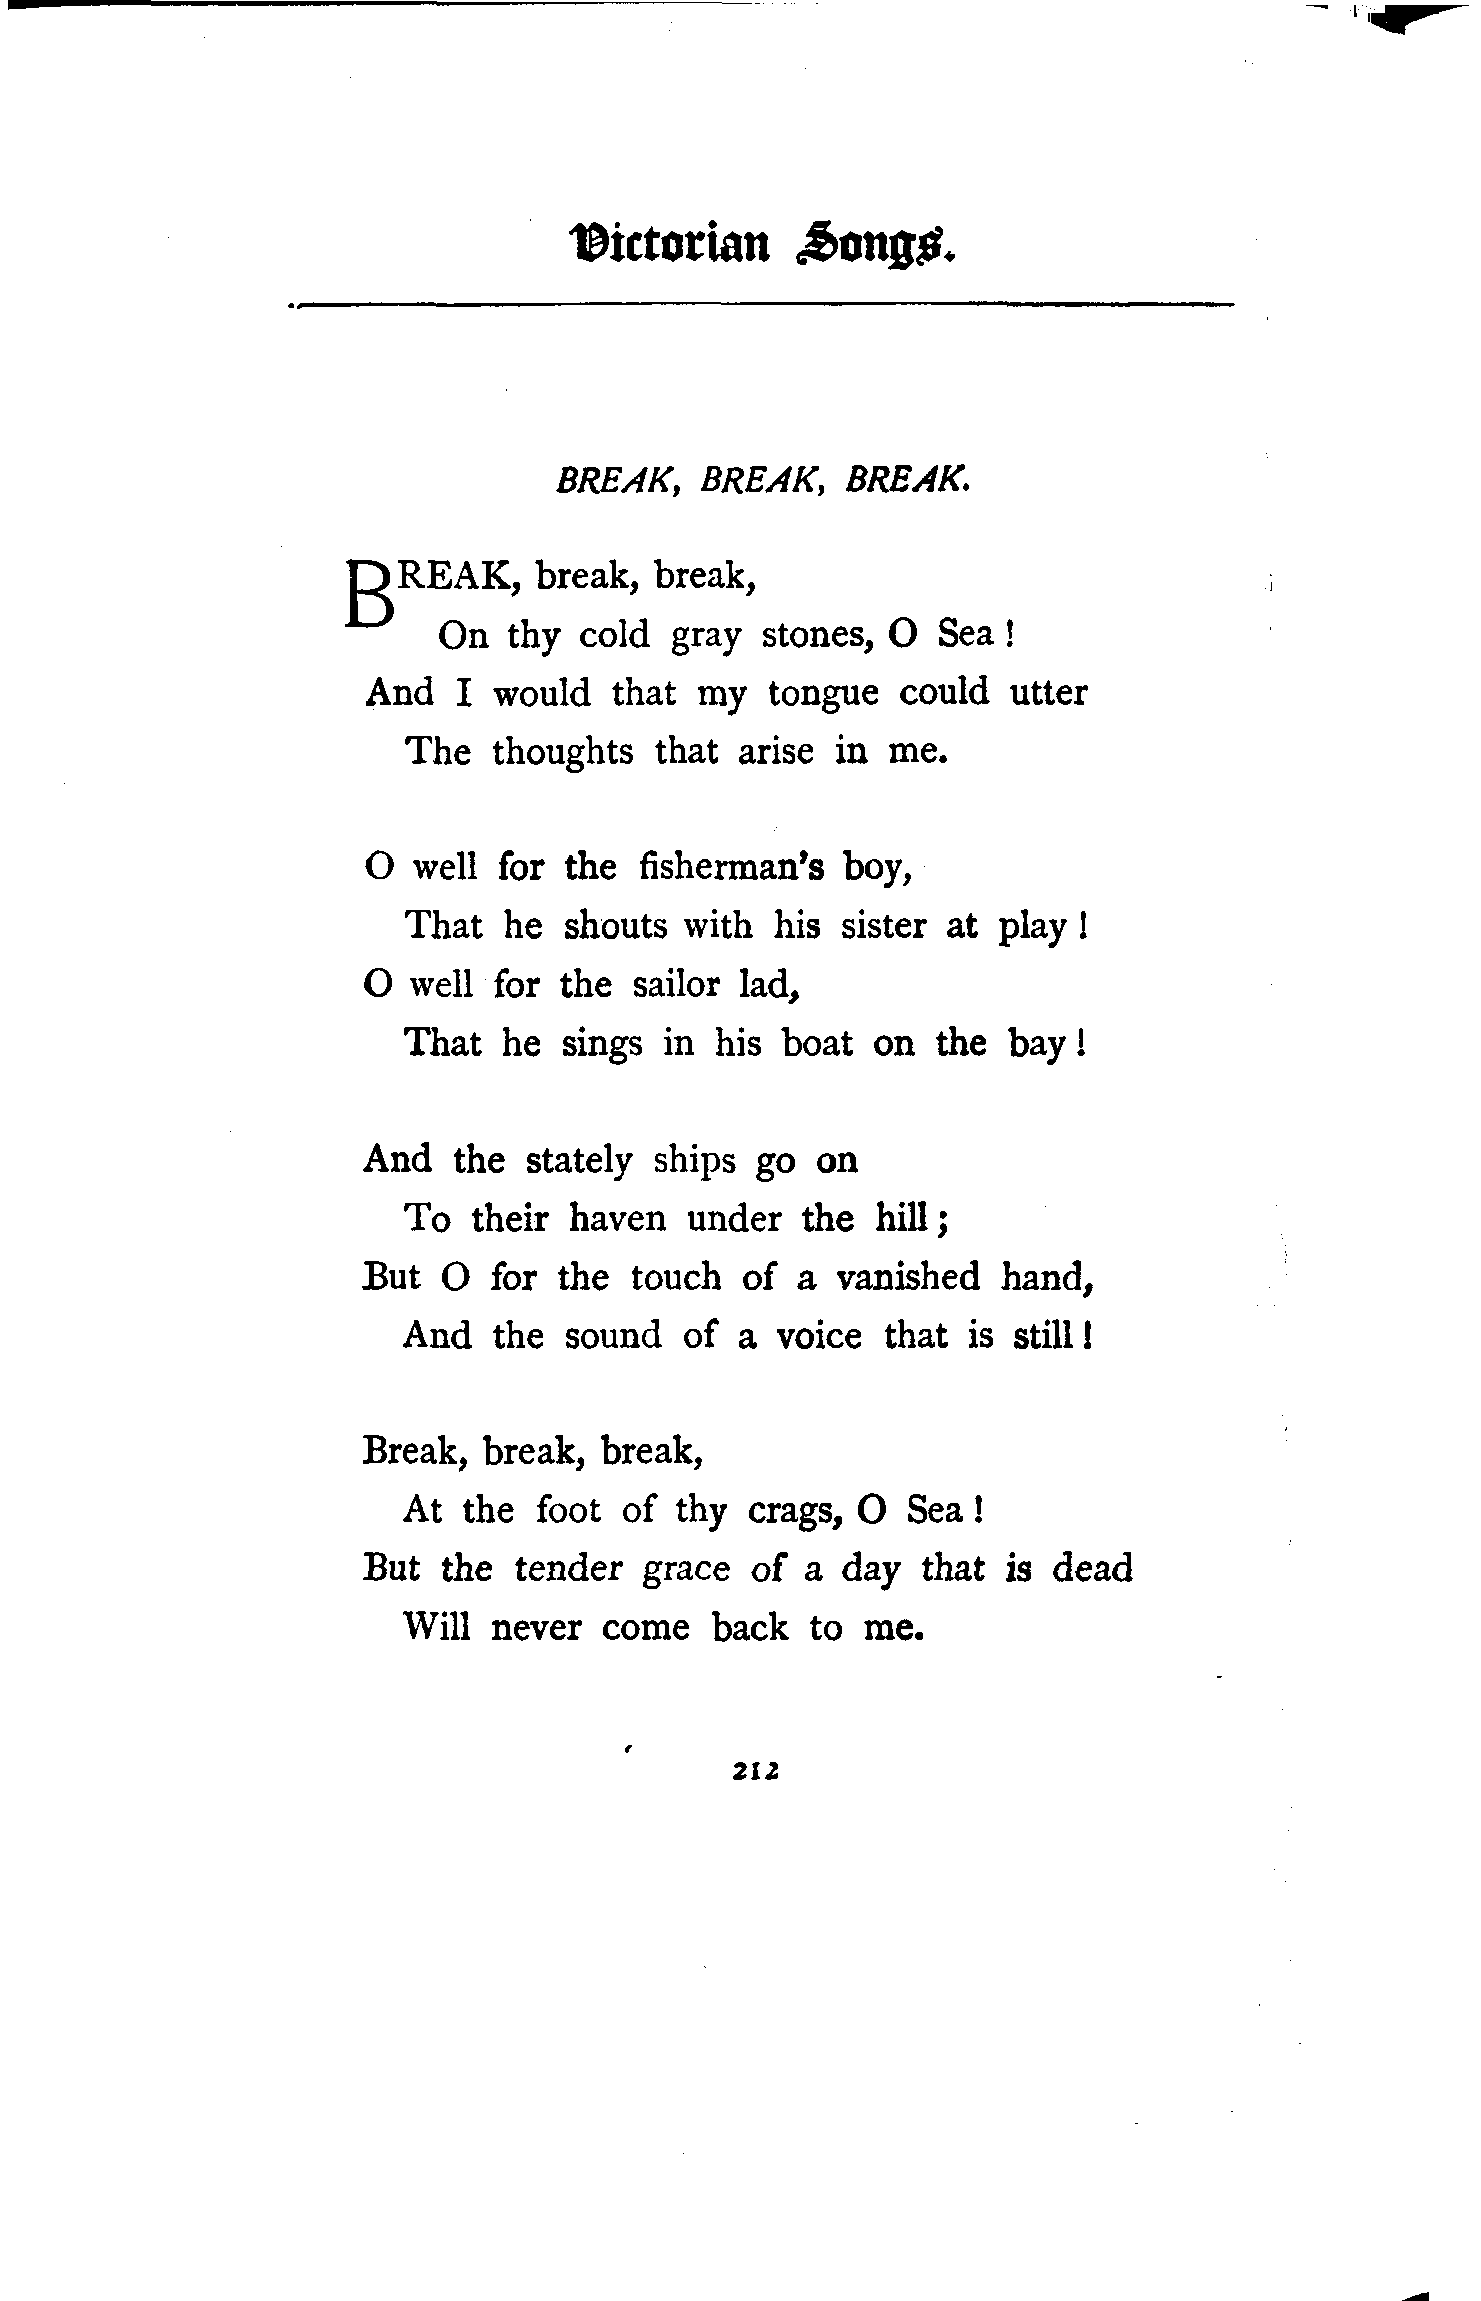 Victorian Songs.
BREAK, BREAK, BREAK.
BREAK, break, break,
On thy cold gray stones, O Sea!
And I would that my tongue could utter
The thoughts that arise in me.
O well for the fisherman's boy,
That he shouts with his sister at play!
O well for the sailor lad,
That he sings in his boat on the bay!
And the stately ships go on
To their haven under the hill;
But O for the touch of a vanished hand,
And the sound of a voice that is still!
Break, break, break,
At the foot of thy crags, O Sea!
But the tender grace of a day that is dead
Will never come back to me.
212